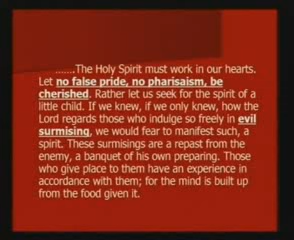 .......The Holy Spirit must work in our hearts.
Let no false pride, no pharisaism, be
cherished. Rather let us seek for the spirit of a
little child. If we knew, if we only knew, how the
Lord regards those who indulge so freely in evil
surmising, we would fear to manifest such, a
spirit. These surmisings are a repast from the
enemy, a banquet of his own preparing. Those
who give place to them have an experience in
accordance with them; for the mind is built up
from the food given it.